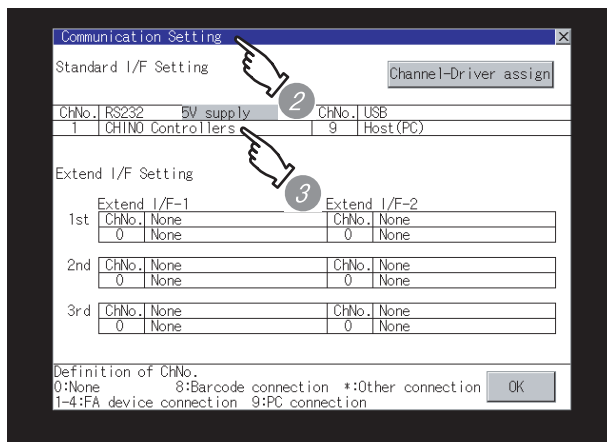 Communication Setting ×
Standard I/F Setting
Channel-Driver assign
ChNo. RS232 5V supply ChNo. USB
1 CHINO Controllers 9 Host(PC)
2
Extend I/F Setting
3
Extend I/F-1 Extend I/F-2
1st ChNo. None ChNo. None
0 None 0 None
2nd ChNo. None ChNo. None
0 None 0 None
3rd ChNo. None ChNo. None
0 None 0 None
Definition of ChNo.
0:None 8:Barcode connection *:Other connection
1-4:FA device connection 9:PC connection
OK